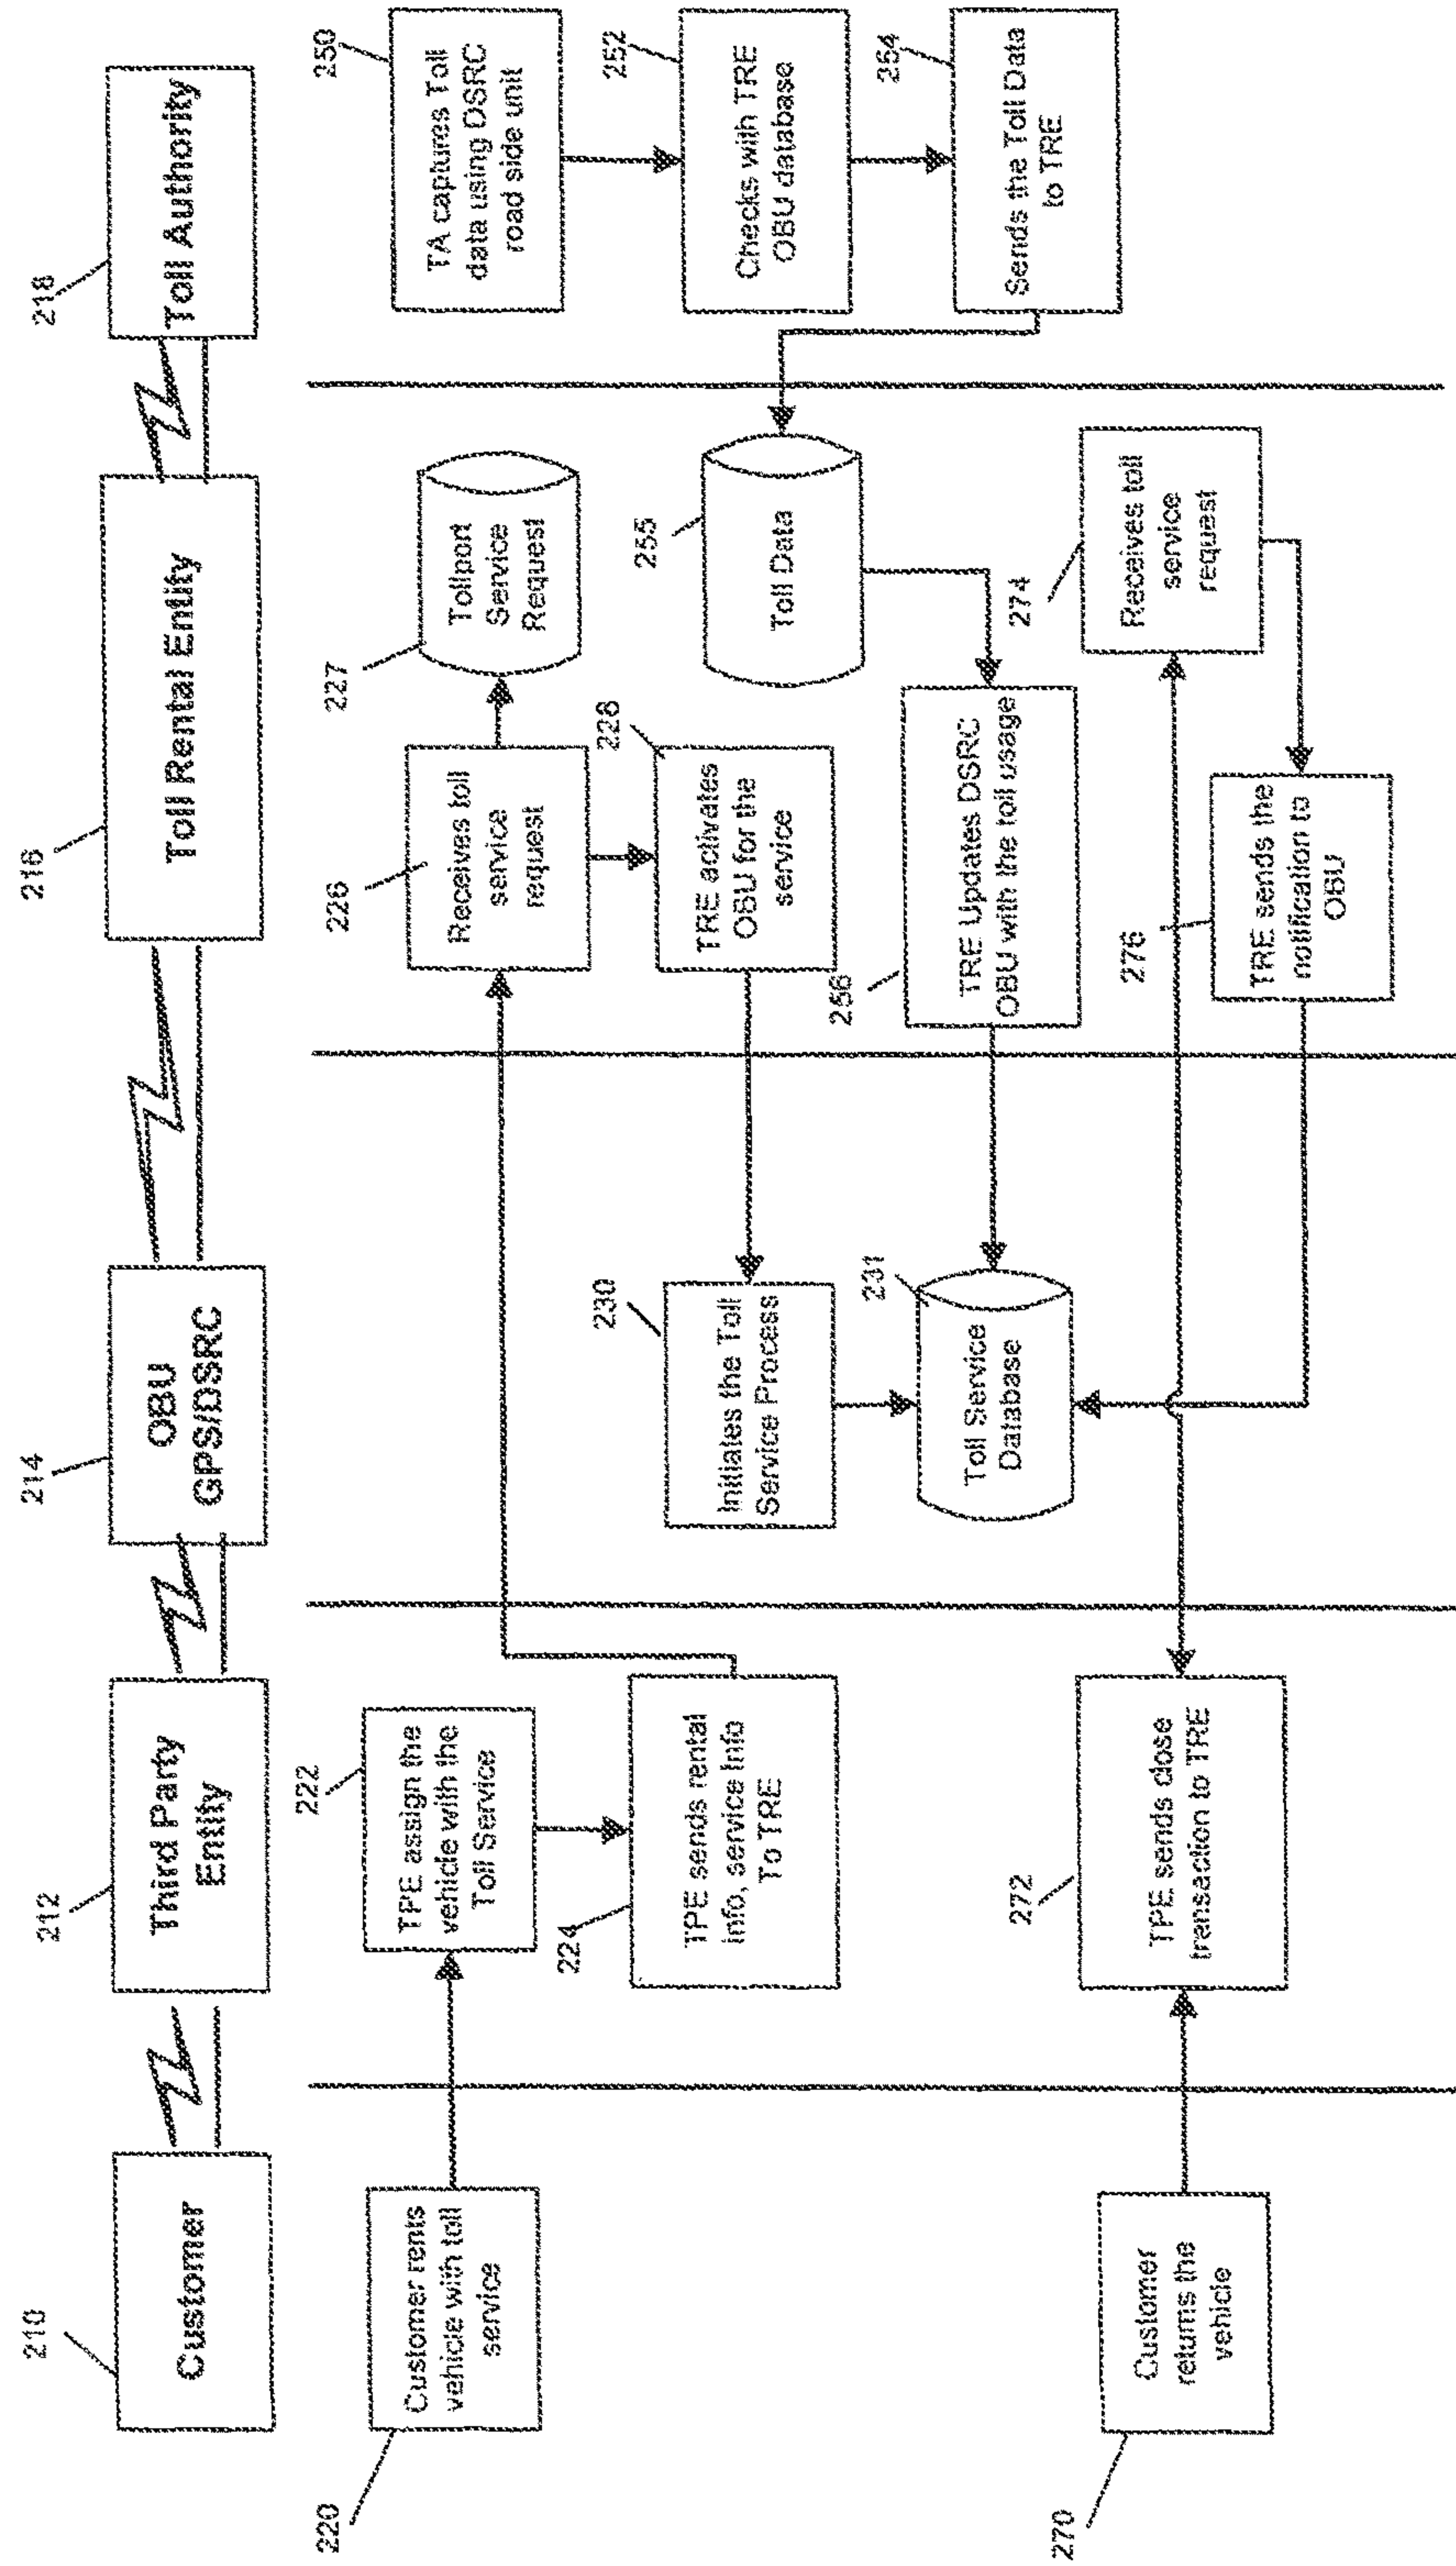 210
Customer
212
Third Party
Entity
214
OBU
GPS/DSRC
216
Toll Rental Entity
218
Toll Authority
220
Customer rents
vehicle with toll
service
222
TPE assign the
vehicle with the
Toll Service
224
TPE sends rental
info, service Info
To TRE
226
Receives toll
service
request
227
Tollport
Service
Request
228
TRE activates
OBU for the
service
230
Initiates the Toll
Service Process
231
Toll Service
Database
250
TA captures Toll
data using DSRC
road side unit
252
Checks with TRE
OBU database
254
Sends the Toll Data
to TRE
255
Toll Data
256
TRE Updates DSRC
OBU with the toll usage
270
Customer
returns the
vehicle
272
TPE sends close
transaction to TRE
274
Receives toll
service
request
276
TRE sends the
notification to
OBU